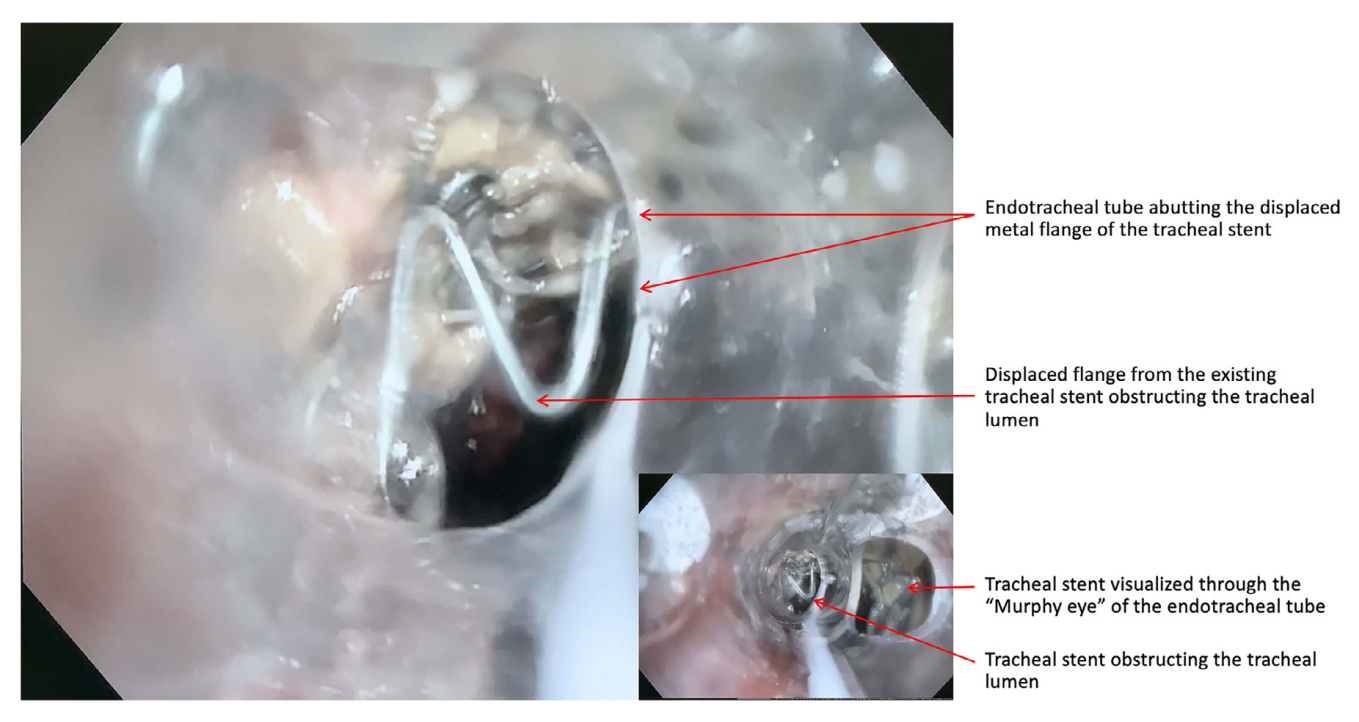 Endotracheal tube abutting the displaced
metal flange of the tracheal stent
Displaced flange from the existing
tracheal stent obstructing the tracheal
lumen
Tracheal stent visualized through the
“Murphy eye” of the endotracheal tube
Tracheal stent obstructing the tracheal
lumen